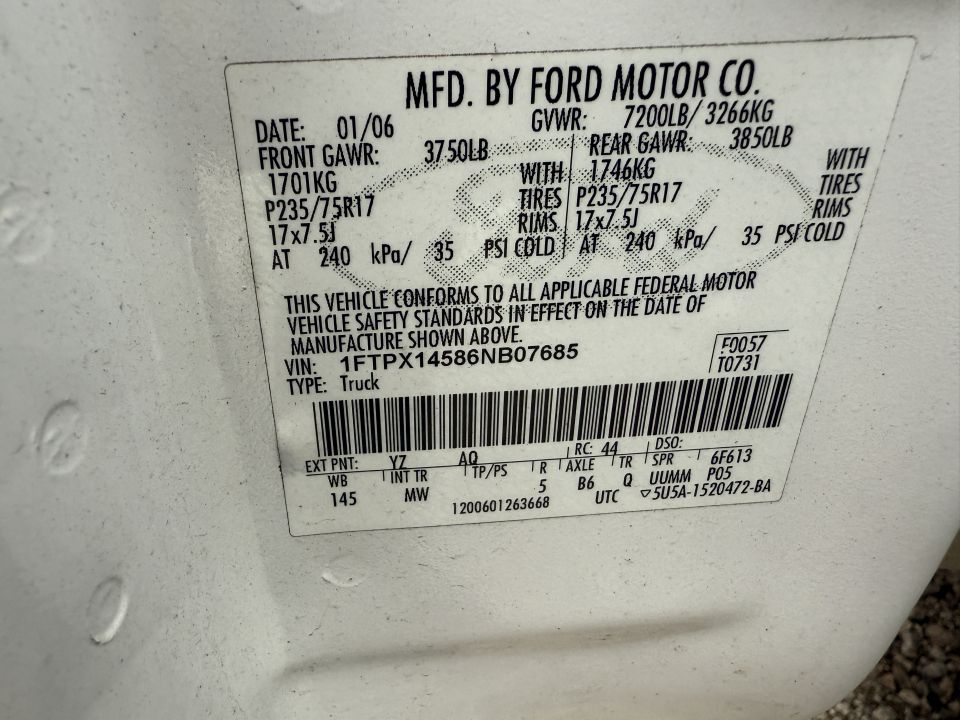 MFD. BY FORD MOTOR CO.
DATE: 01/06 GVWR: 7200LB/ 3266KG
FRONT GAWR: 3750LB REAR GAWR: 3850LB
1701KG WITH 1746KG WITH
P235/75R17 TIRES P235/75R17 TIRES
17x7.5J RIMS 17x7.5J RIMS
AT 240 kPa/ 35 PSI COLD AT 240 kPa/ 35 PSI COLD
THIS VEHICLE CONFORMS TO ALL APPLICABLE FEDERAL MOTOR
VEHICLE SAFETY STANDARDS IN EFFECT ON THE DATE OF
MANUFACTURE SHOWN ABOVE.
VIN: 1FTPX14586NB07685 F0057
TYPE: Truck T0731
EXT PNT: YZ AQ RC: 44 DSO:
WB INT TR TP/PS R AXLE TR SPR 6F613
145 MW 5 B6 Q UUMM P05
1200601263668 UTC ▽5U5A-1520472-BA